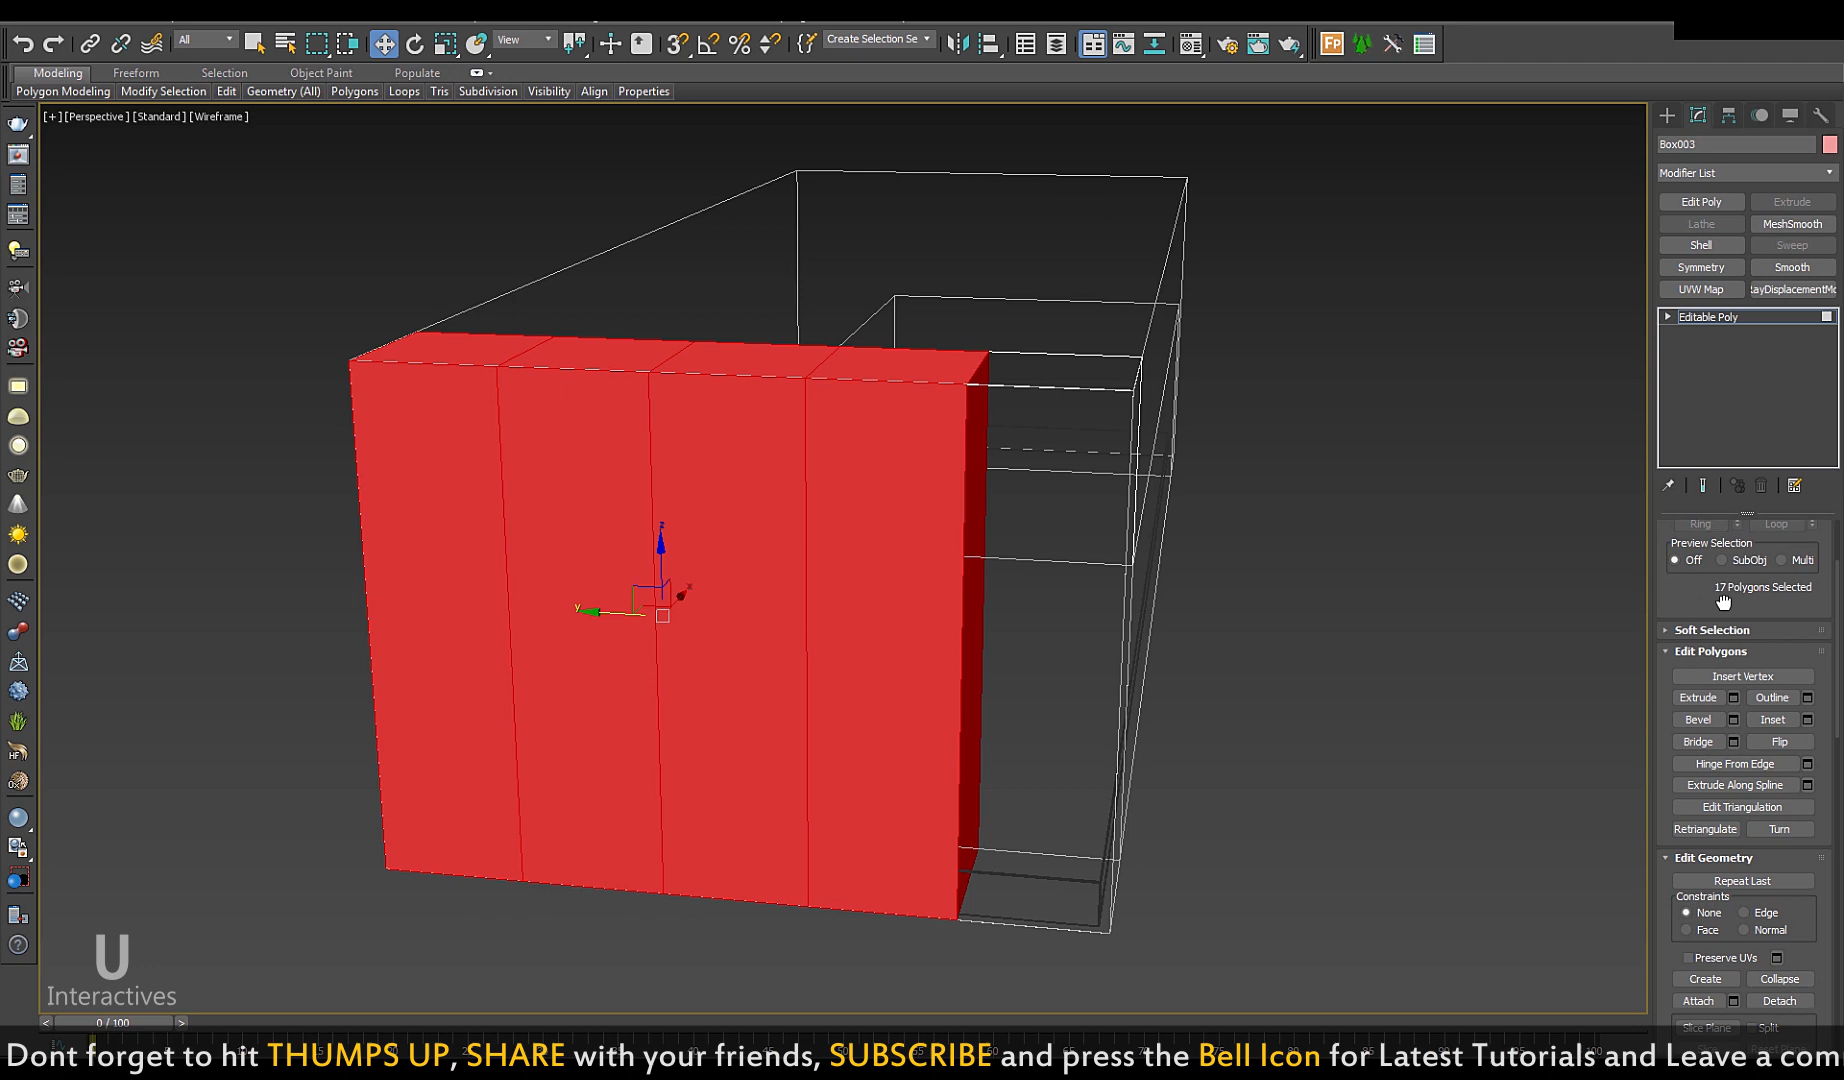 All
View
Create Selection Se
Modeling Freeform Selection Object Paint Populate
Polygon Modeling Modify Selection Edit Geometry (All) Polygons Loops Tris Subdivision Visibility Align Properties
[+] [Perspective ] [Standard ] [Wireframe ]
Box003
Modifier List
Edit Poly Extrude
Lathe MeshSmooth
Shell Sweep
Symmetry Smooth
UVW Map
Editable Poly
Ring Loop
Preview Selection
Off SubObj Multi
17 Polygons Selected
Soft Selection
Edit Polygons
Insert Vertex
Extrude Outline
Bevel Inset
Bridge Flip
Hinge From Edge
Extrude Along Spline
Edit Triangulation
Retriangulate Turn
Edit Geometry
Repeat Last
Constraints
None Edge
Face Normal
Preserve UVs
Create Collapse
Attach Detach
Slice Plane Split
z
x
y
U
Interactives
< 0 / 100 >
Dont forget to hit THUMPS UP, SHARE with your friends, SUBSCRIBE and press the Bell Icon for Latest Tutorials and Leave a com